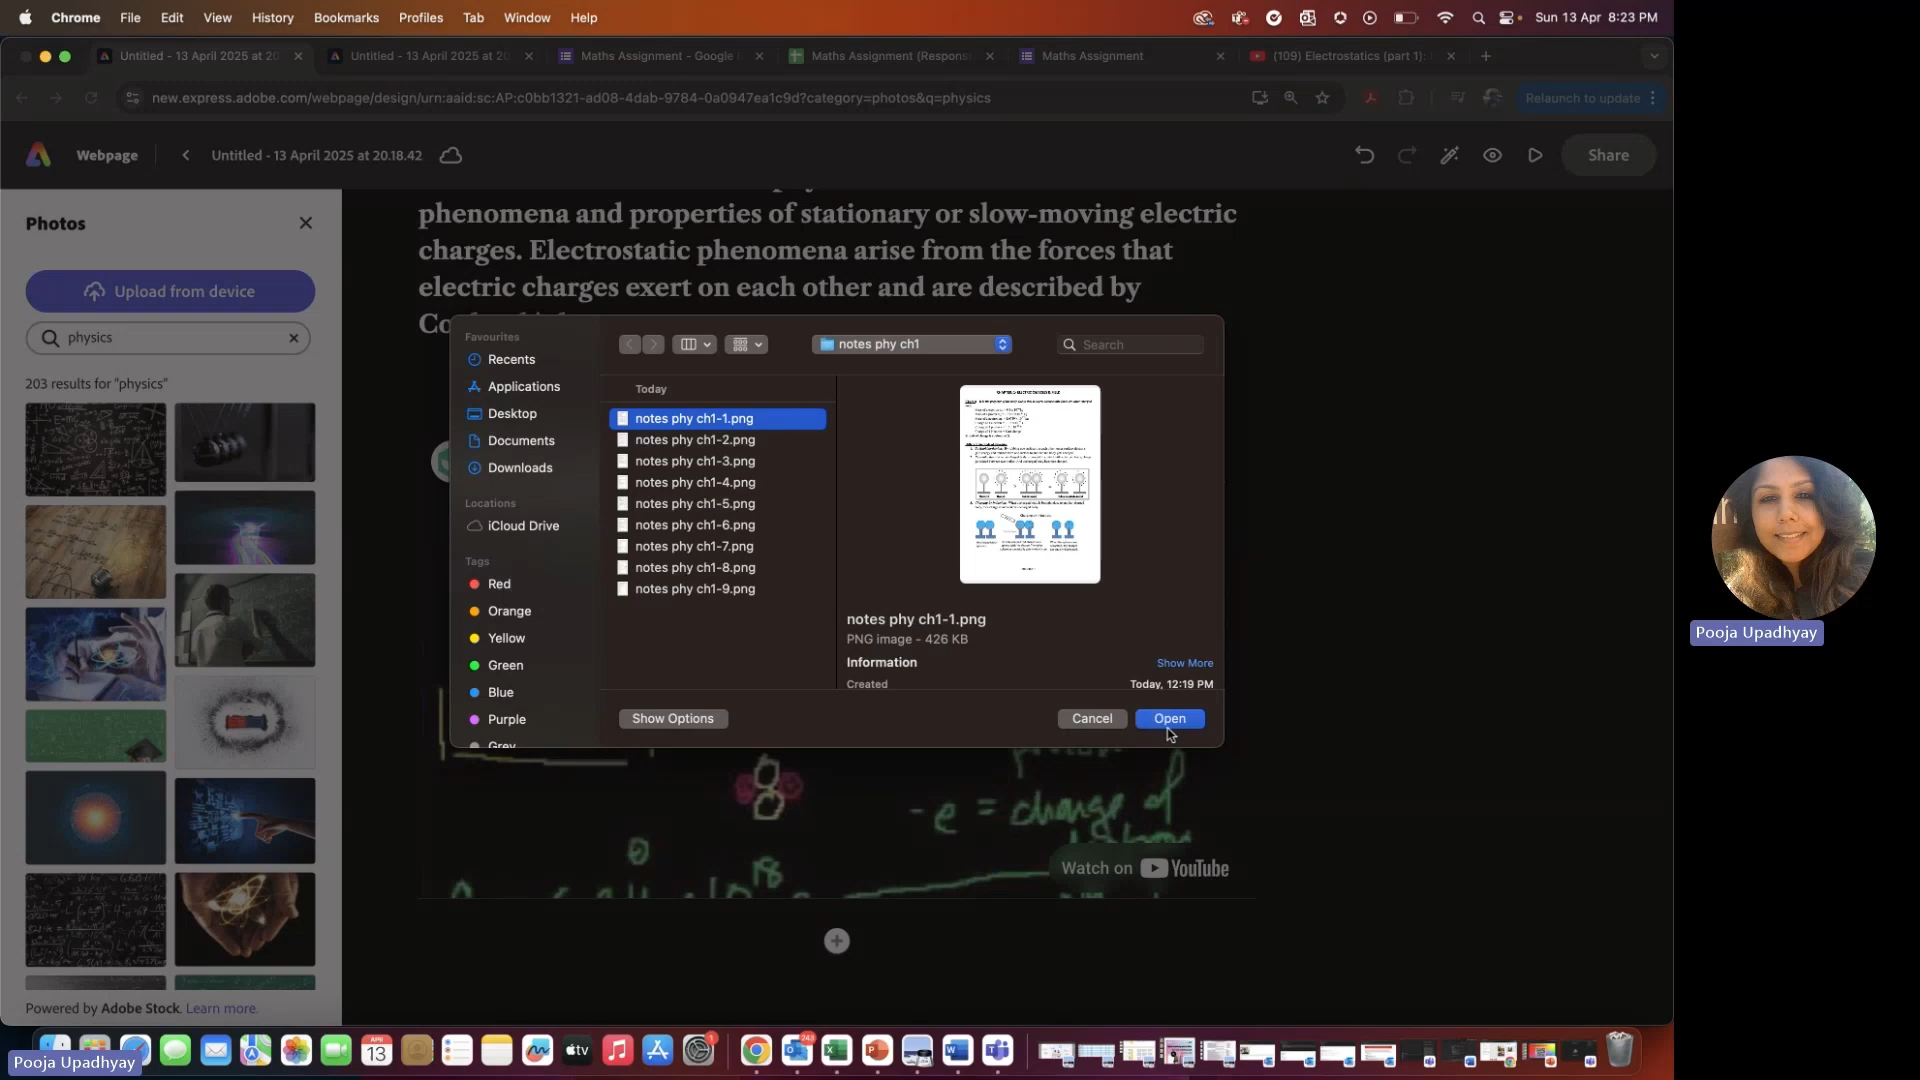 Chrome File Edit View History Bookmarks Profiles Tab Window Help
Sun 13 Apr 8:23 PM
Untitled - 13 April 2025 at 20
Untitled - 13 April 2025 at 20
Maths Assignment - Google
Maths Assignment (Respons
Maths Assignment
(109) Electrostatics (part 1):
new.express.adobe.com/webpage/design/urn:aaid:sc:AP:c0bb1321-ad08-4dab-9784-0a0947ea1c9d?category=photos&q=physics
Relaunch to update
Webpage
Untitled - 13 April 2025 at 20.18.42
Share
Photos
Upload from device
physics
203 results for "physics"
Powered by Adobe Stock. Learn more.
phenomena and properties of stationary or slow-moving electric
charges. Electrostatic phenomena arise from the forces that
electric charges exert on each other and are described by
Favourites
Recents
Applications
Desktop
Documents
Downloads
Locations
iCloud Drive
Tags
Red
Orange
Yellow
Green
Blue
Purple
Grey
notes phy ch1
Search
Today
notes phy ch1-1.png
notes phy ch1-2.png
notes phy ch1-3.png
notes phy ch1-4.png
notes phy ch1-5.png
notes phy ch1-6.png
notes phy ch1-7.png
notes phy ch1-8.png
notes phy ch1-9.png
notes phy ch1-1.png
PNG image - 426 KB
Information
Show More
Created
Today, 12:19 PM
Show Options
Cancel
Open
- e = charge of
Watch on YouTube
Pooja Upadhyay
APR
13
tv
Pooja Upadhyay